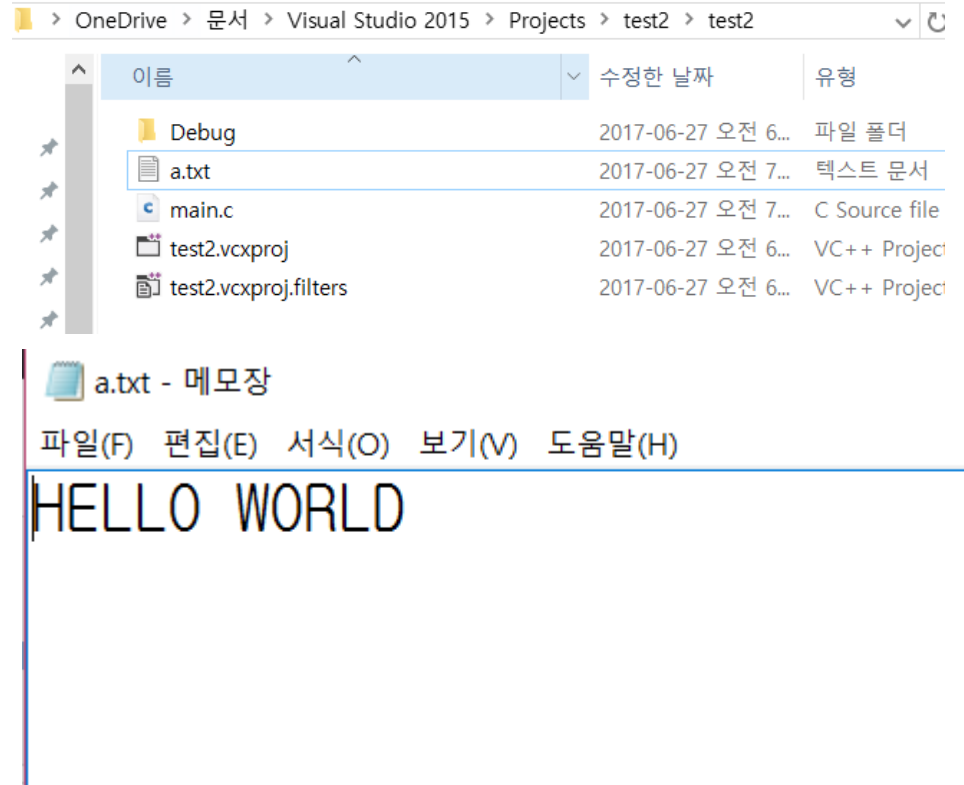 > OneDrive > 문서 > Visual Studio 2015 > Projects > test2 > test2
이름 수정한 날짜 유형
Debug 2017-06-27 오전 6... 파일 폴더
a.txt 2017-06-27 오전 7... 텍스트 문서
main.c 2017-06-27 오전 7... C Source file
test2.vcxproj 2017-06-27 오전 6... VC++ Project
test2.vcxproj.filters 2017-06-27 오전 6... VC++ Project
a.txt - 메모장
파일(F) 편집(E) 서식(O) 보기(V) 도움말(H)
HELLO WORLD